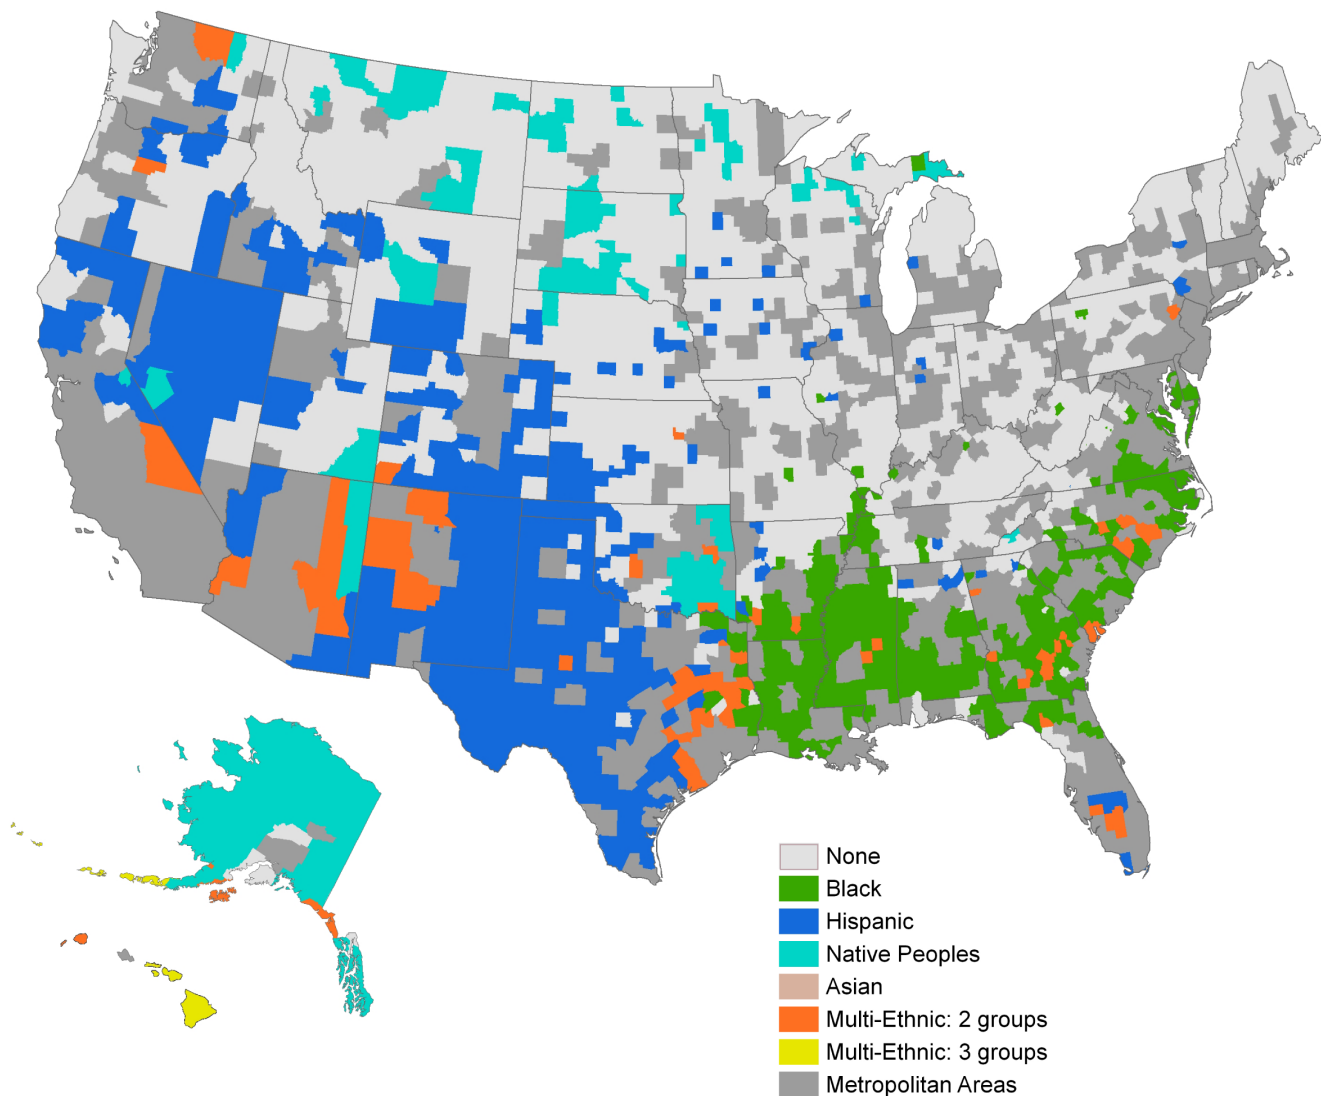 None
Black
Hispanic
Native Peoples
Asian
Multi-Ethnic: 2 groups
Multi-Ethnic: 3 groups
Metropolitan Areas